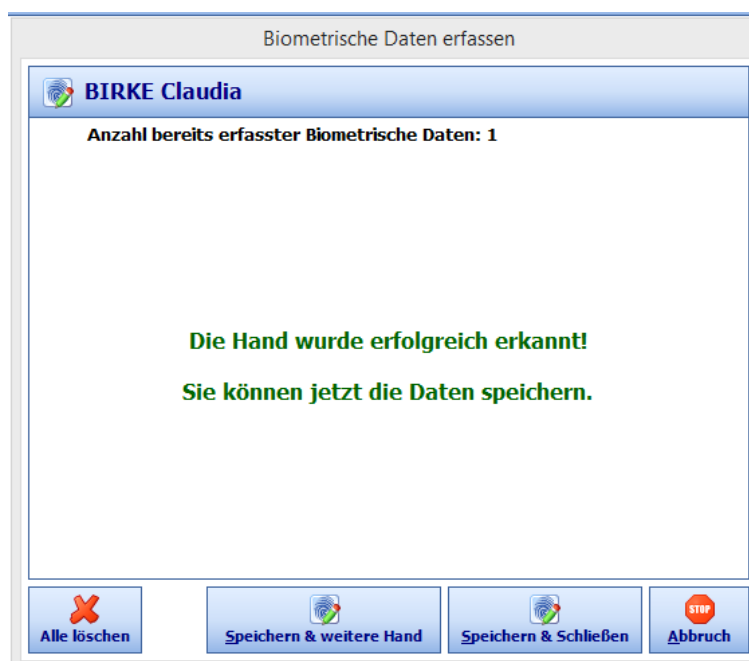 Biometrische Daten erfassen
BIRKE Claudia
Anzahl bereits erfasster Biometrische Daten: 1
Die Hand wurde erfolgreich erkannt!
Sie können jetzt die Daten speichern.
STOP
Alle löschen
Speichern & weitere Hand
Speichern & Schließen
Abbruch